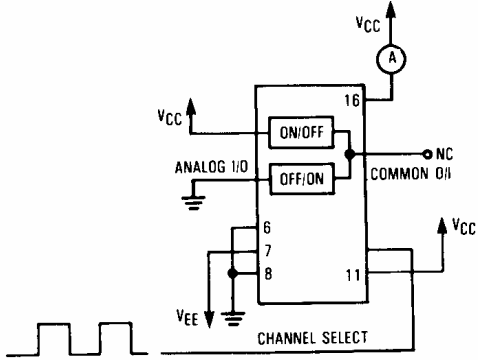 VCC
A
16
VCC
ON/OFF
NC
ANALOG I/O
OFF/ON
COMMON O/I
VCC
6
7
8
11
VEE
CHANNEL SELECT